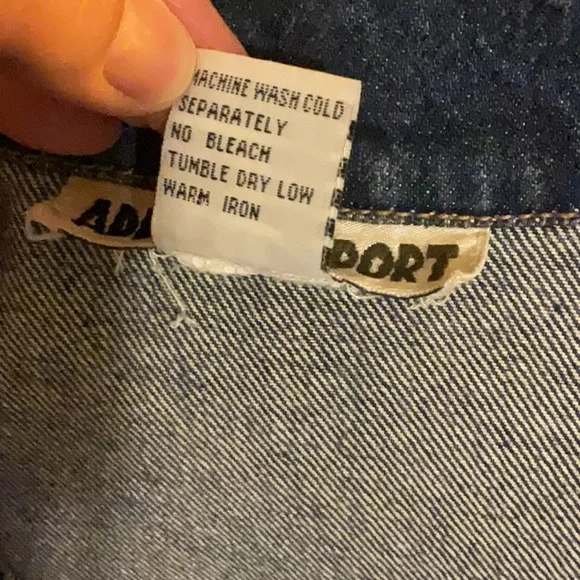 MACHINE WASH COLD
SEPARATELY
NO BLEACH
TUMBLE DRY LOW
WARM IRON